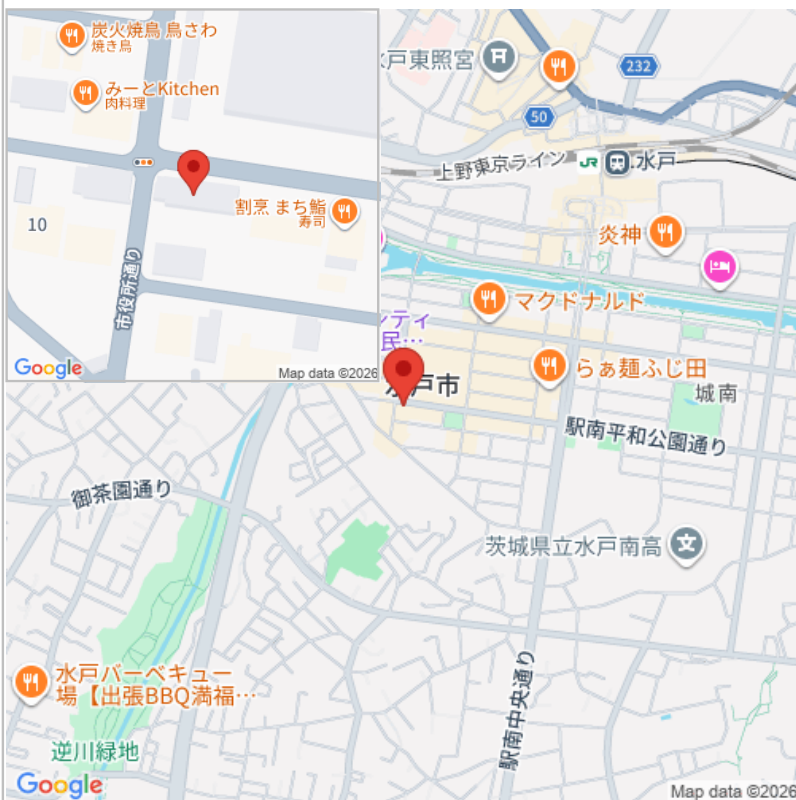 炭火焼鳥 鳥さわ
焼き鳥
みーとKitchen
肉料理
割烹 まち鮨
寿司
10
市役所通り
Google
Map data ©2026
戸東照宮
232
50
上野東京ライン
JR
水戸
炎神
マクドナルド
ティ
民…
らぁ麺ふじ田
水戸市
城南
駅南平和公園通り
御茶園通り
茨城県立水戸南高
水戸バーベキュー
場【出張BBQ満福…
駅南中央通り
逆川緑地
Google
Map data ©2026